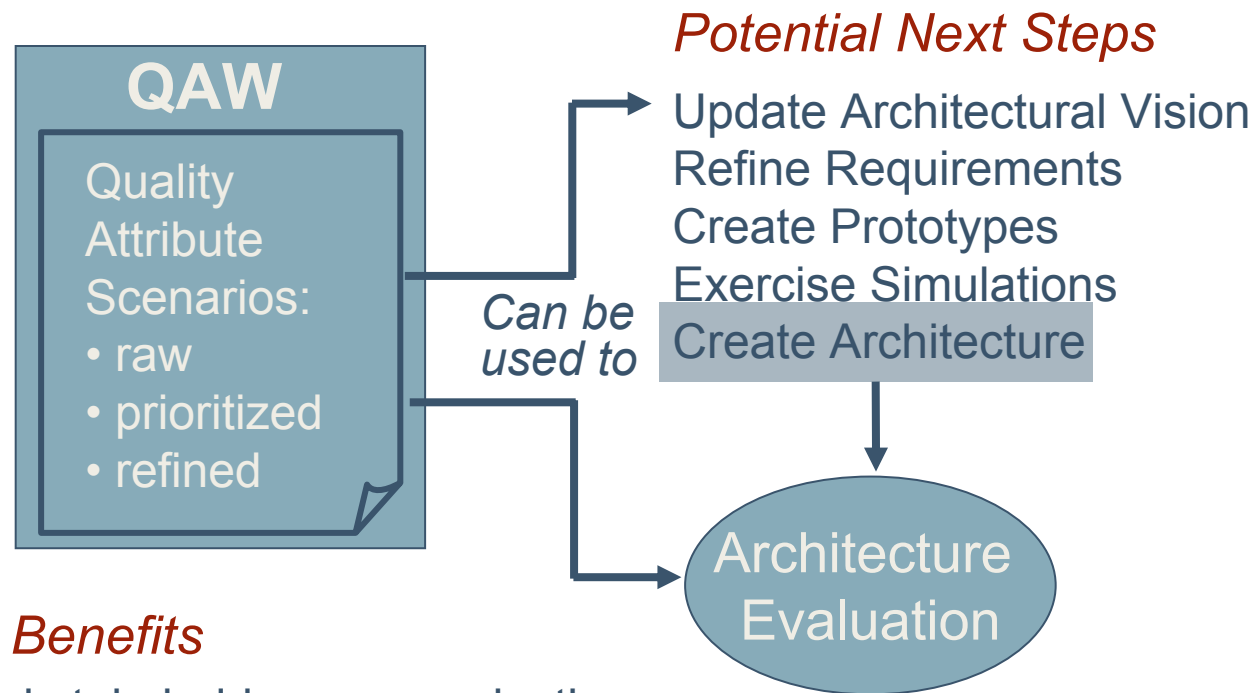 Potential Next Steps
QAW
Quality
Attribute
Scenarios:
• raw
• prioritized
• refined
Can be
used to
Update Architectural Vision
Refine Requirements
Create Prototypes
Exercise Simulations
Create Architecture
Architecture
Evaluation
Benefits